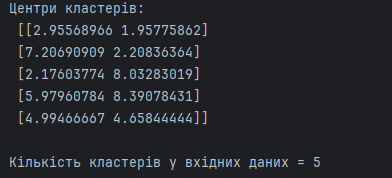 Центри кластерів:
[[2.95568966 1.95775862]
[7.20690909 2.20836364]
[2.17603774 8.03283019]
[5.97960784 8.39078431]
[4.99466667 4.65844444]]
Кількість кластерів у вхідних даних = 5